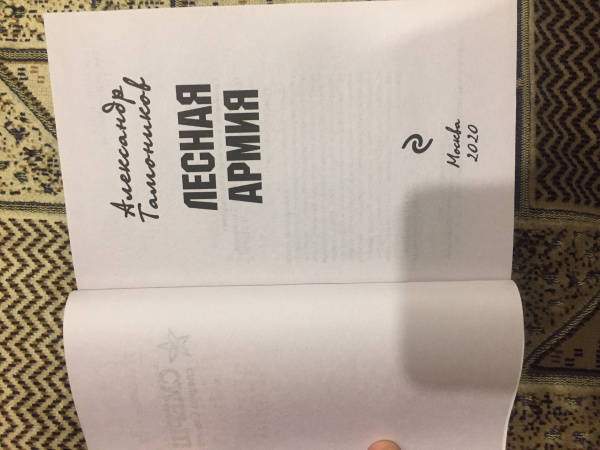 Александр
Тамоников
ЛЕСНАЯ
АРМИЯ
Москва
2020